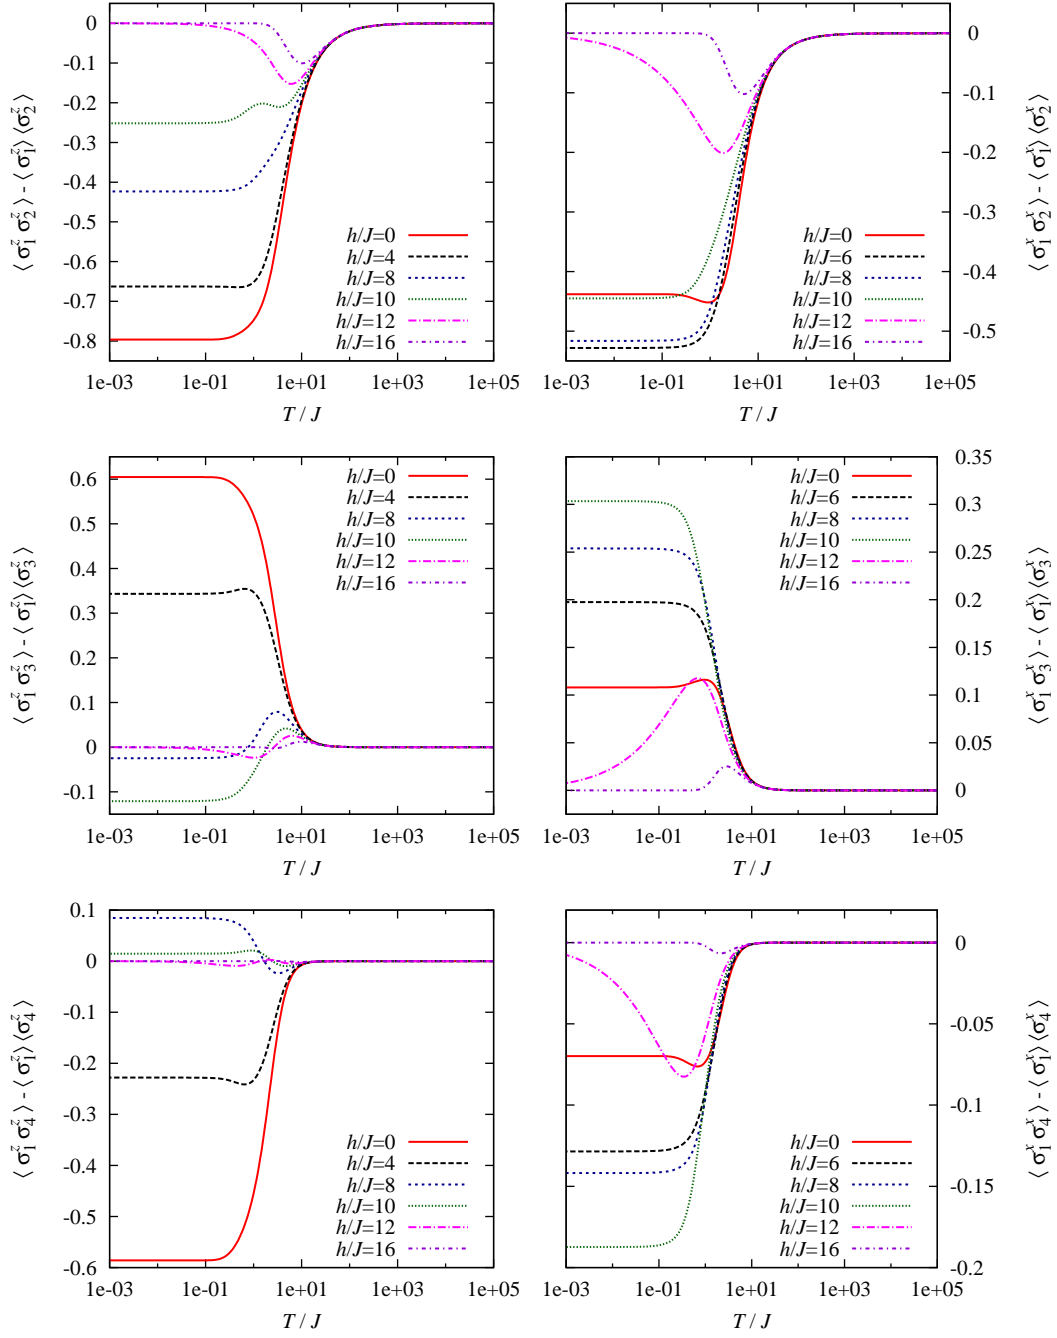 0
-0.1
-0.2
-0.3
-0.4
-0.5
-0.6
-0.7
-0.8
⟨ σ₁ᶻ σ₂ᶻ ⟩ - ⟨ σ₁ᶻ⟩ ⟨σ₂ᶻ ⟩
h/J=0
h/J=4
h/J=8
h/J=10
h/J=12
h/J=16
1e-03 1e-01 1e+01 1e+03 1e+05
T / J
0
-0.1
-0.2
-0.3
-0.4
-0.5
⟨ σ₁ˣ σ₂ˣ ⟩ - ⟨ σ₁ˣ⟩ ⟨σ₂ˣ ⟩
h/J=0
h/J=6
h/J=8
h/J=10
h/J=12
h/J=16
1e-03 1e-01 1e+01 1e+03 1e+05
T / J
0.6
0.5
0.4
0.3
0.2
0.1
0
-0.1
⟨ σ₁ᶻ σ₃ᶻ ⟩ - ⟨ σ₁ᶻ⟩ ⟨σ₃ᶻ ⟩
h/J=0
h/J=4
h/J=8
h/J=10
h/J=12
h/J=16
1e-03 1e-01 1e+01 1e+03 1e+05
T / J
0.35
0.3
0.25
0.2
0.15
0.1
0.05
0
⟨ σ₁ˣ σ₃ˣ ⟩ - ⟨ σ₁ˣ⟩ ⟨σ₃ˣ ⟩
h/J=0
h/J=6
h/J=8
h/J=10
h/J=12
h/J=16
1e-03 1e-01 1e+01 1e+03 1e+05
T / J
0.1
0
-0.1
-0.2
-0.3
-0.4
-0.5
-0.6
⟨ σ₁ᶻ σ₄ᶻ ⟩ - ⟨ σ₁ᶻ⟩ ⟨σ₄ᶻ ⟩
h/J=0
h/J=4
h/J=8
h/J=10
h/J=12
h/J=16
1e-03 1e-01 1e+01 1e+03 1e+05
T / J
0
-0.05
-0.1
-0.15
-0.2
⟨ σ₁ˣ σ₄ˣ ⟩ - ⟨ σ₁ˣ⟩ ⟨σ₄ˣ ⟩
h/J=0
h/J=6
h/J=8
h/J=10
h/J=12
h/J=16
1e-03 1e-01 1e+01 1e+03 1e+05
T / J